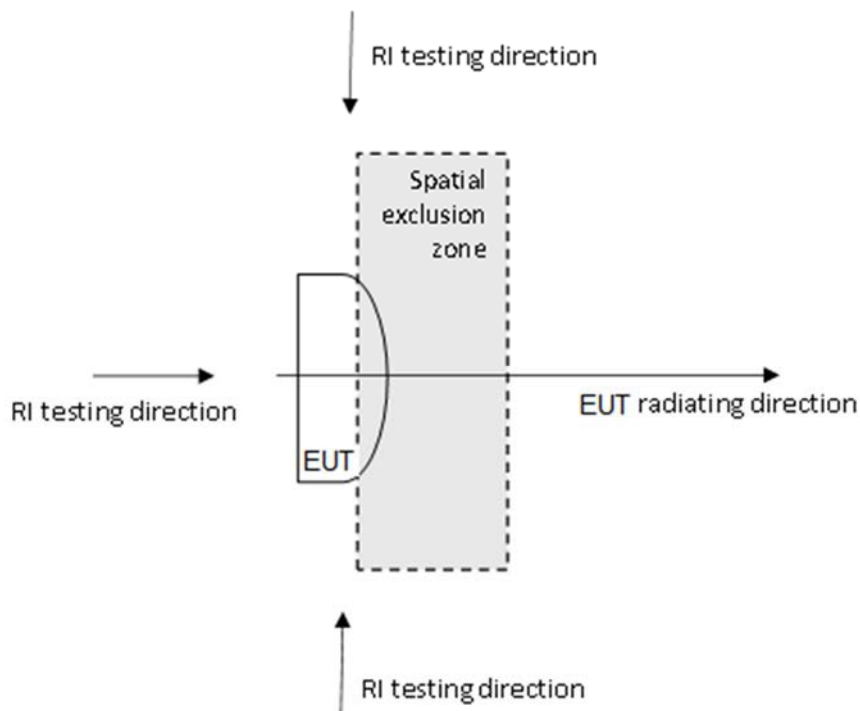 RI testing direction
Spatial
exclusion
zone
RI testing direction
EUT radiating direction
EUT
RI testing direction